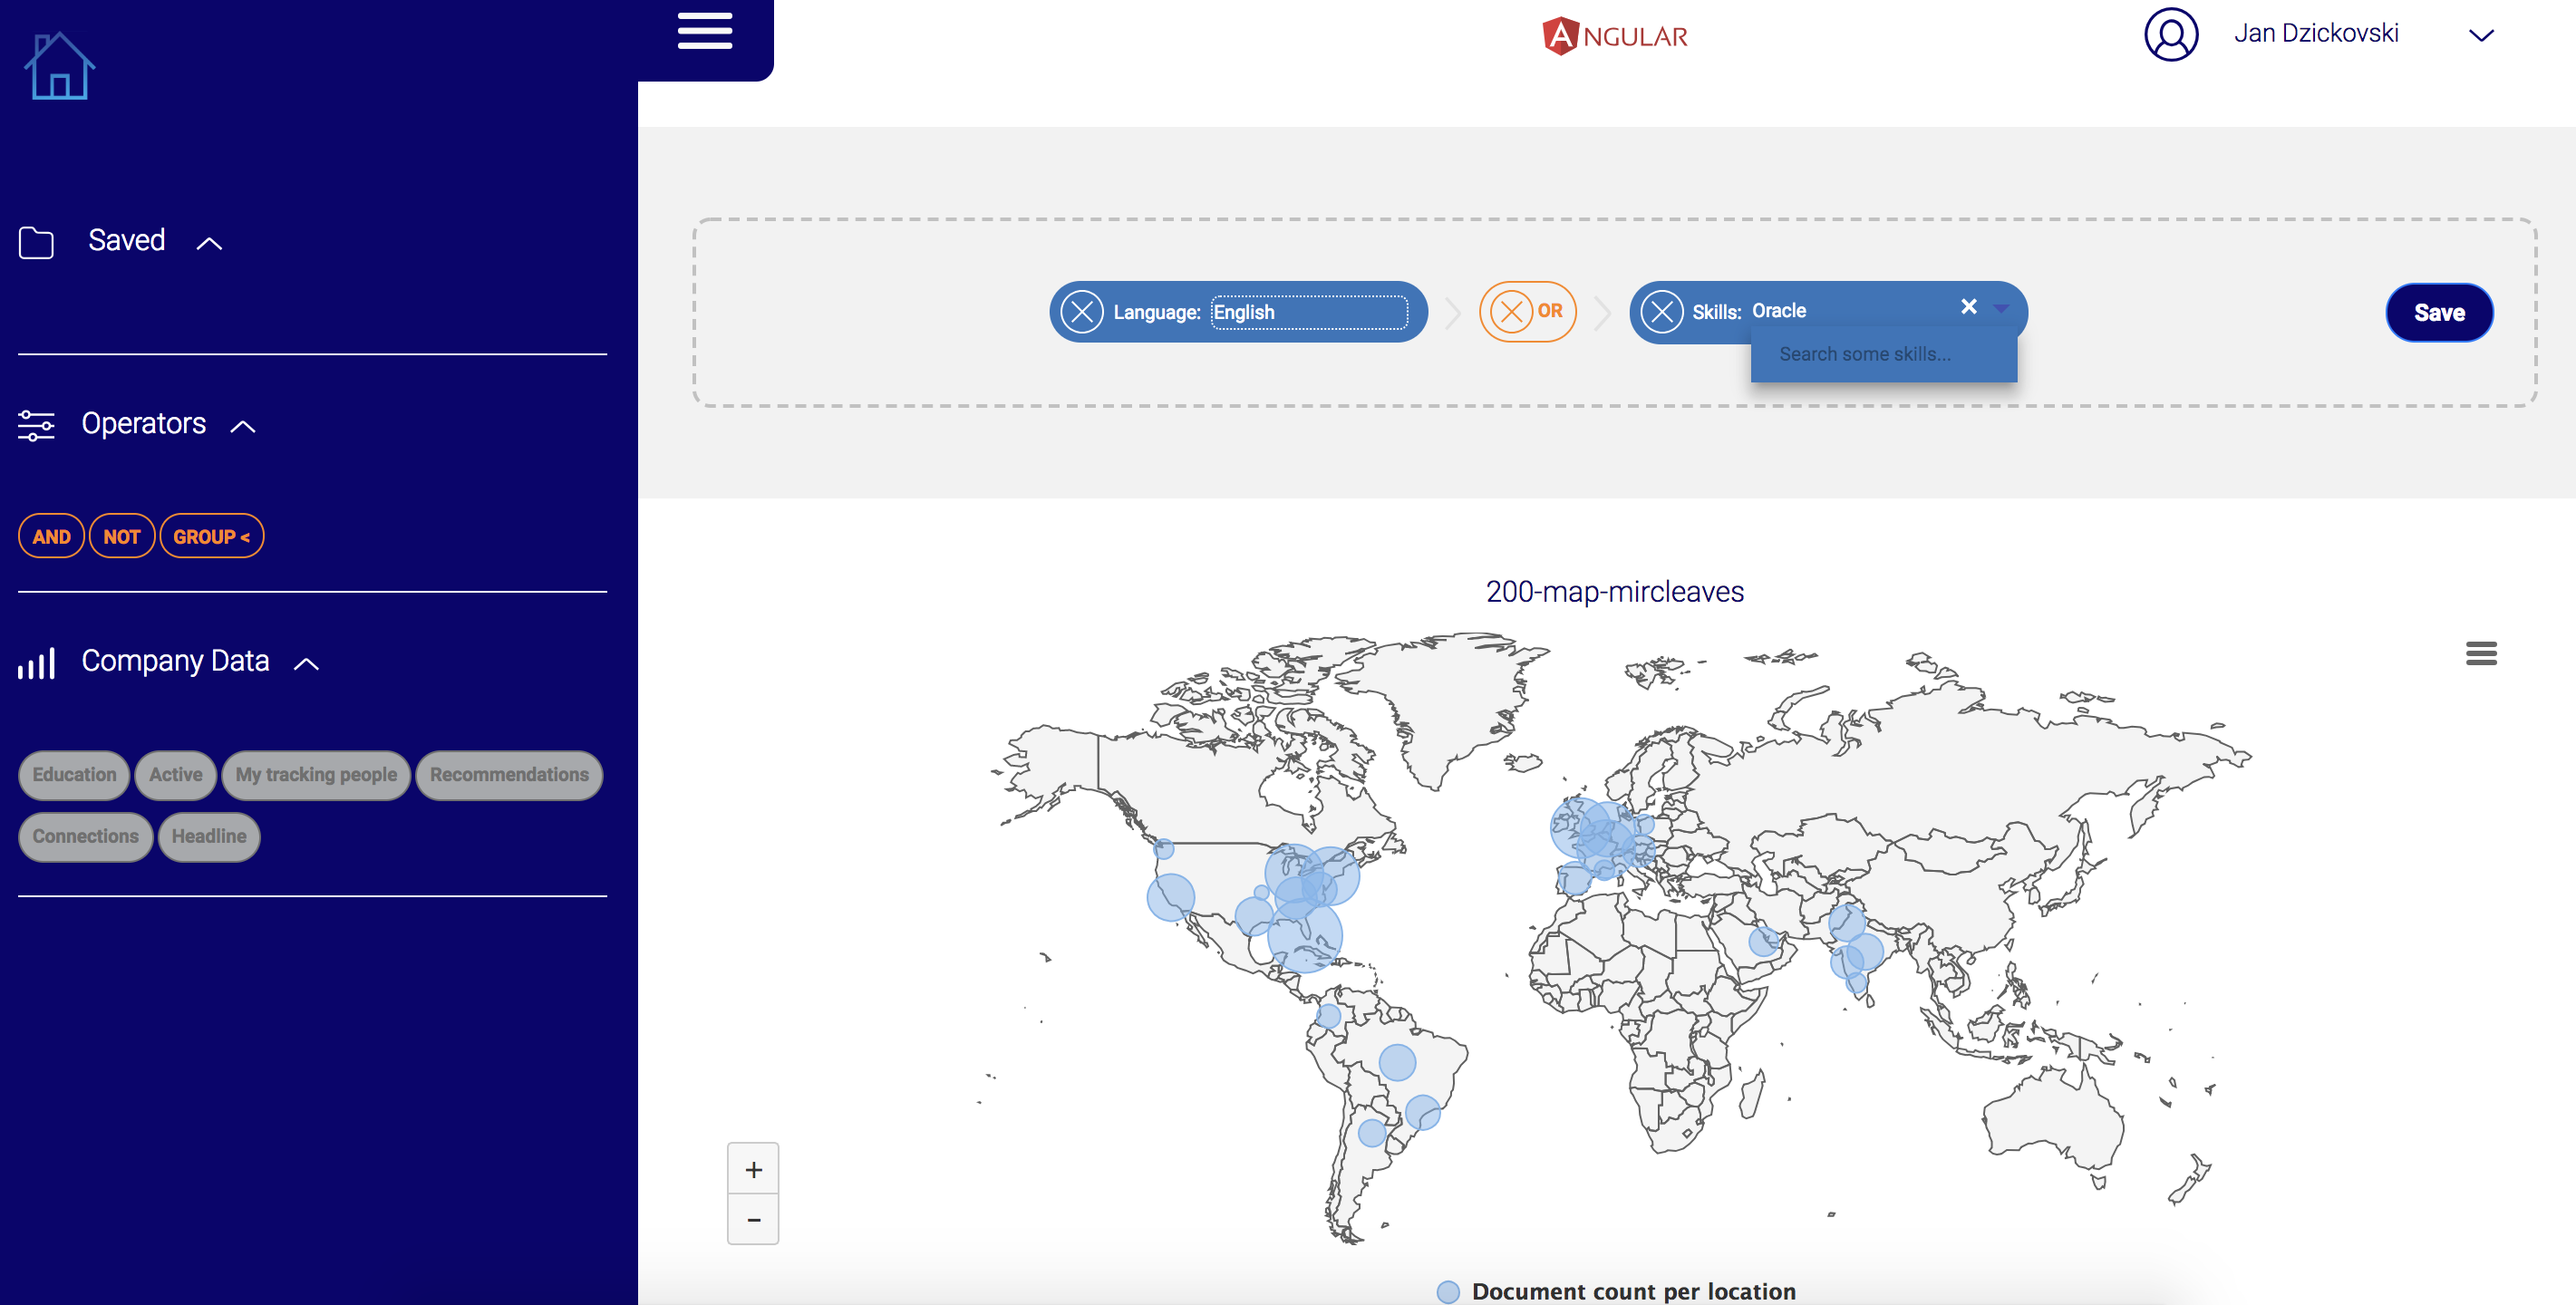 ANGULAR
Jan Dzickovski
Saved
Language: English
OR
Skills: Oracle
Search some skills...
Save
Operators
AND NOT GROUP <
Company Data
Education Active My tracking people Recommendations
Connections Headline
200-map-mircleaves
+
−
Document count per location